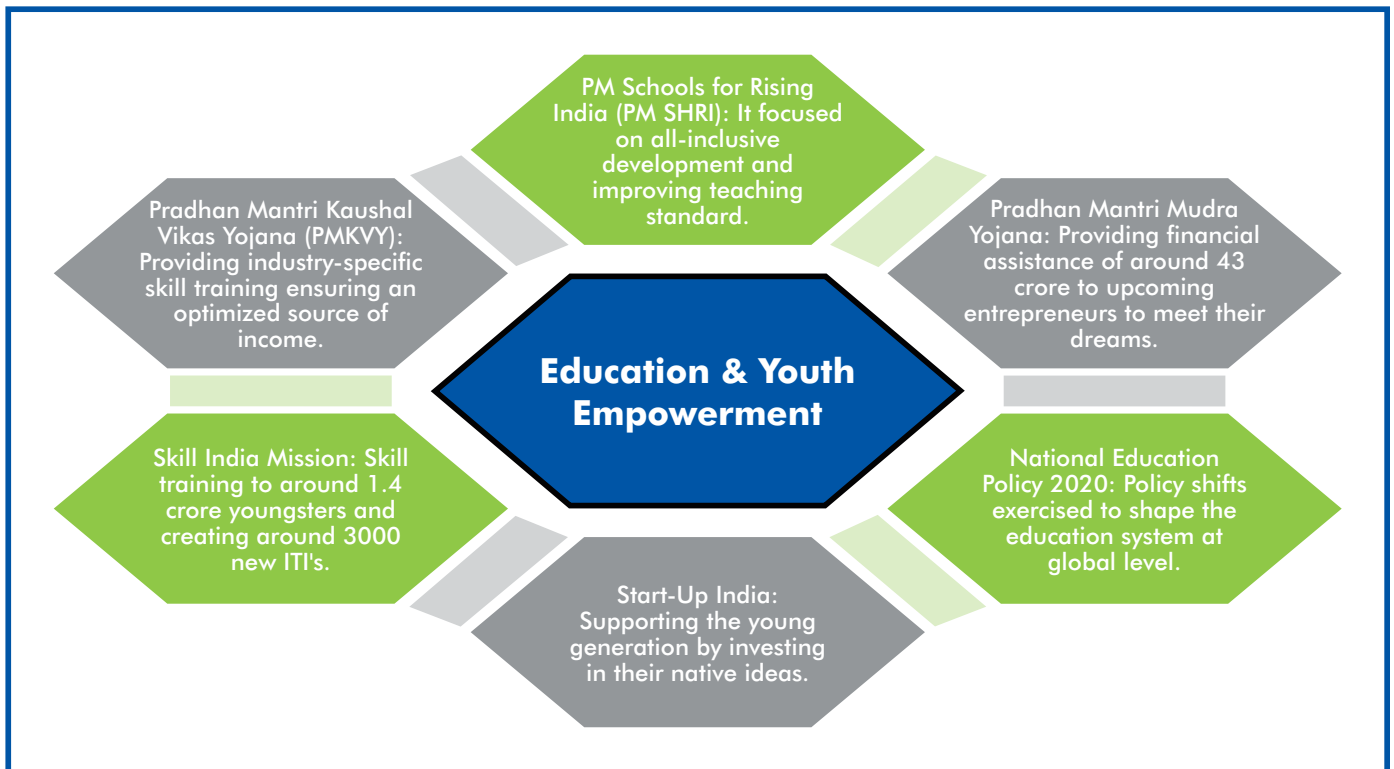 PM Schools for Rising
India (PM SHRI): It focused
on all-inclusive
development and
improving teaching
standard.
Pradhan Mantri Kaushal
Vikas Yojana (PMKVY):
Providing industry-specific
skill training ensuring an
optimized source of
income.
Pradhan Mantri Mudra
Yojana: Providing financial
assistance of around 43
crore to upcoming
entrepreneurs to meet their
dreams.
Education & Youth
Empowerment
Skill India Mission: Skill
training to around 1.4
crore youngsters and
creating around 3000
new ITI's.
National Education
Policy 2020: Policy shifts
exercised to shape the
education system at
global level.
Start-Up India:
Supporting the young
generation by investing
in their native ideas.